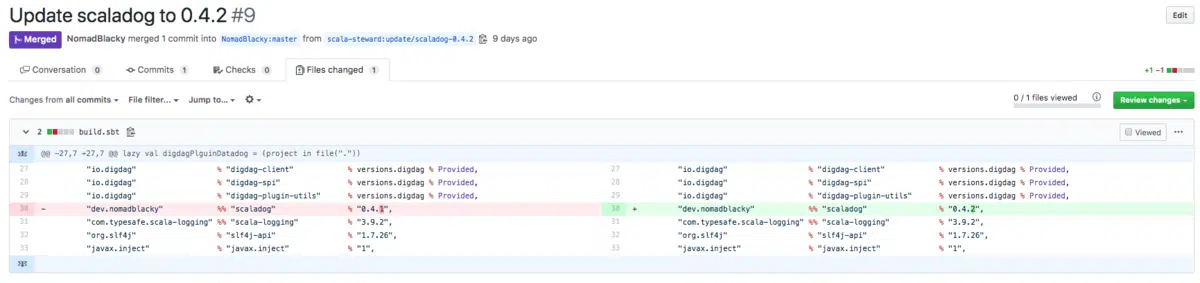 Update scaladog to 0.4.2 #9
Edit
Merged NomadBlacky merged 1 commit into NomadBlacky:master from scala-steward:update/scaladog-0.4.2 9 days ago
Conversation 0 Commits 1 Checks 0 Files changed 1 +1 −1
Changes from all commits File filter... Jump to... 0 / 1 files viewed Review changes
2 build.sbt Viewed
@@ -27,7 +27,7 @@ lazy val digdagPlguinDatadog = (project in file("."))
27 "io.digdag" % "digdag-client" % versions.digdag % Provided, 27 "io.digdag" % "digdag-client" % versions.digdag % Provided,
28 "io.digdag" % "digdag-spi" % versions.digdag % Provided, 28 "io.digdag" % "digdag-spi" % versions.digdag % Provided,
29 "io.digdag" % "digdag-plugin-utils" % versions.digdag % Provided, 29 "io.digdag" % "digdag-plugin-utils" % versions.digdag % Provided,
30 - "dev.nomadblacky" %% "scaladog" % "0.4.1", 30 + "dev.nomadblacky" %% "scaladog" % "0.4.2",
31 "com.typesafe.scala-logging" %% "scala-logging" % "3.9.2", 31 "com.typesafe.scala-logging" %% "scala-logging" % "3.9.2",
32 "org.slf4j" % "slf4j-api" % "1.7.26", 32 "org.slf4j" % "slf4j-api" % "1.7.26",
33 "javax.inject" % "javax.inject" % "1", 33 "javax.inject" % "javax.inject" % "1",